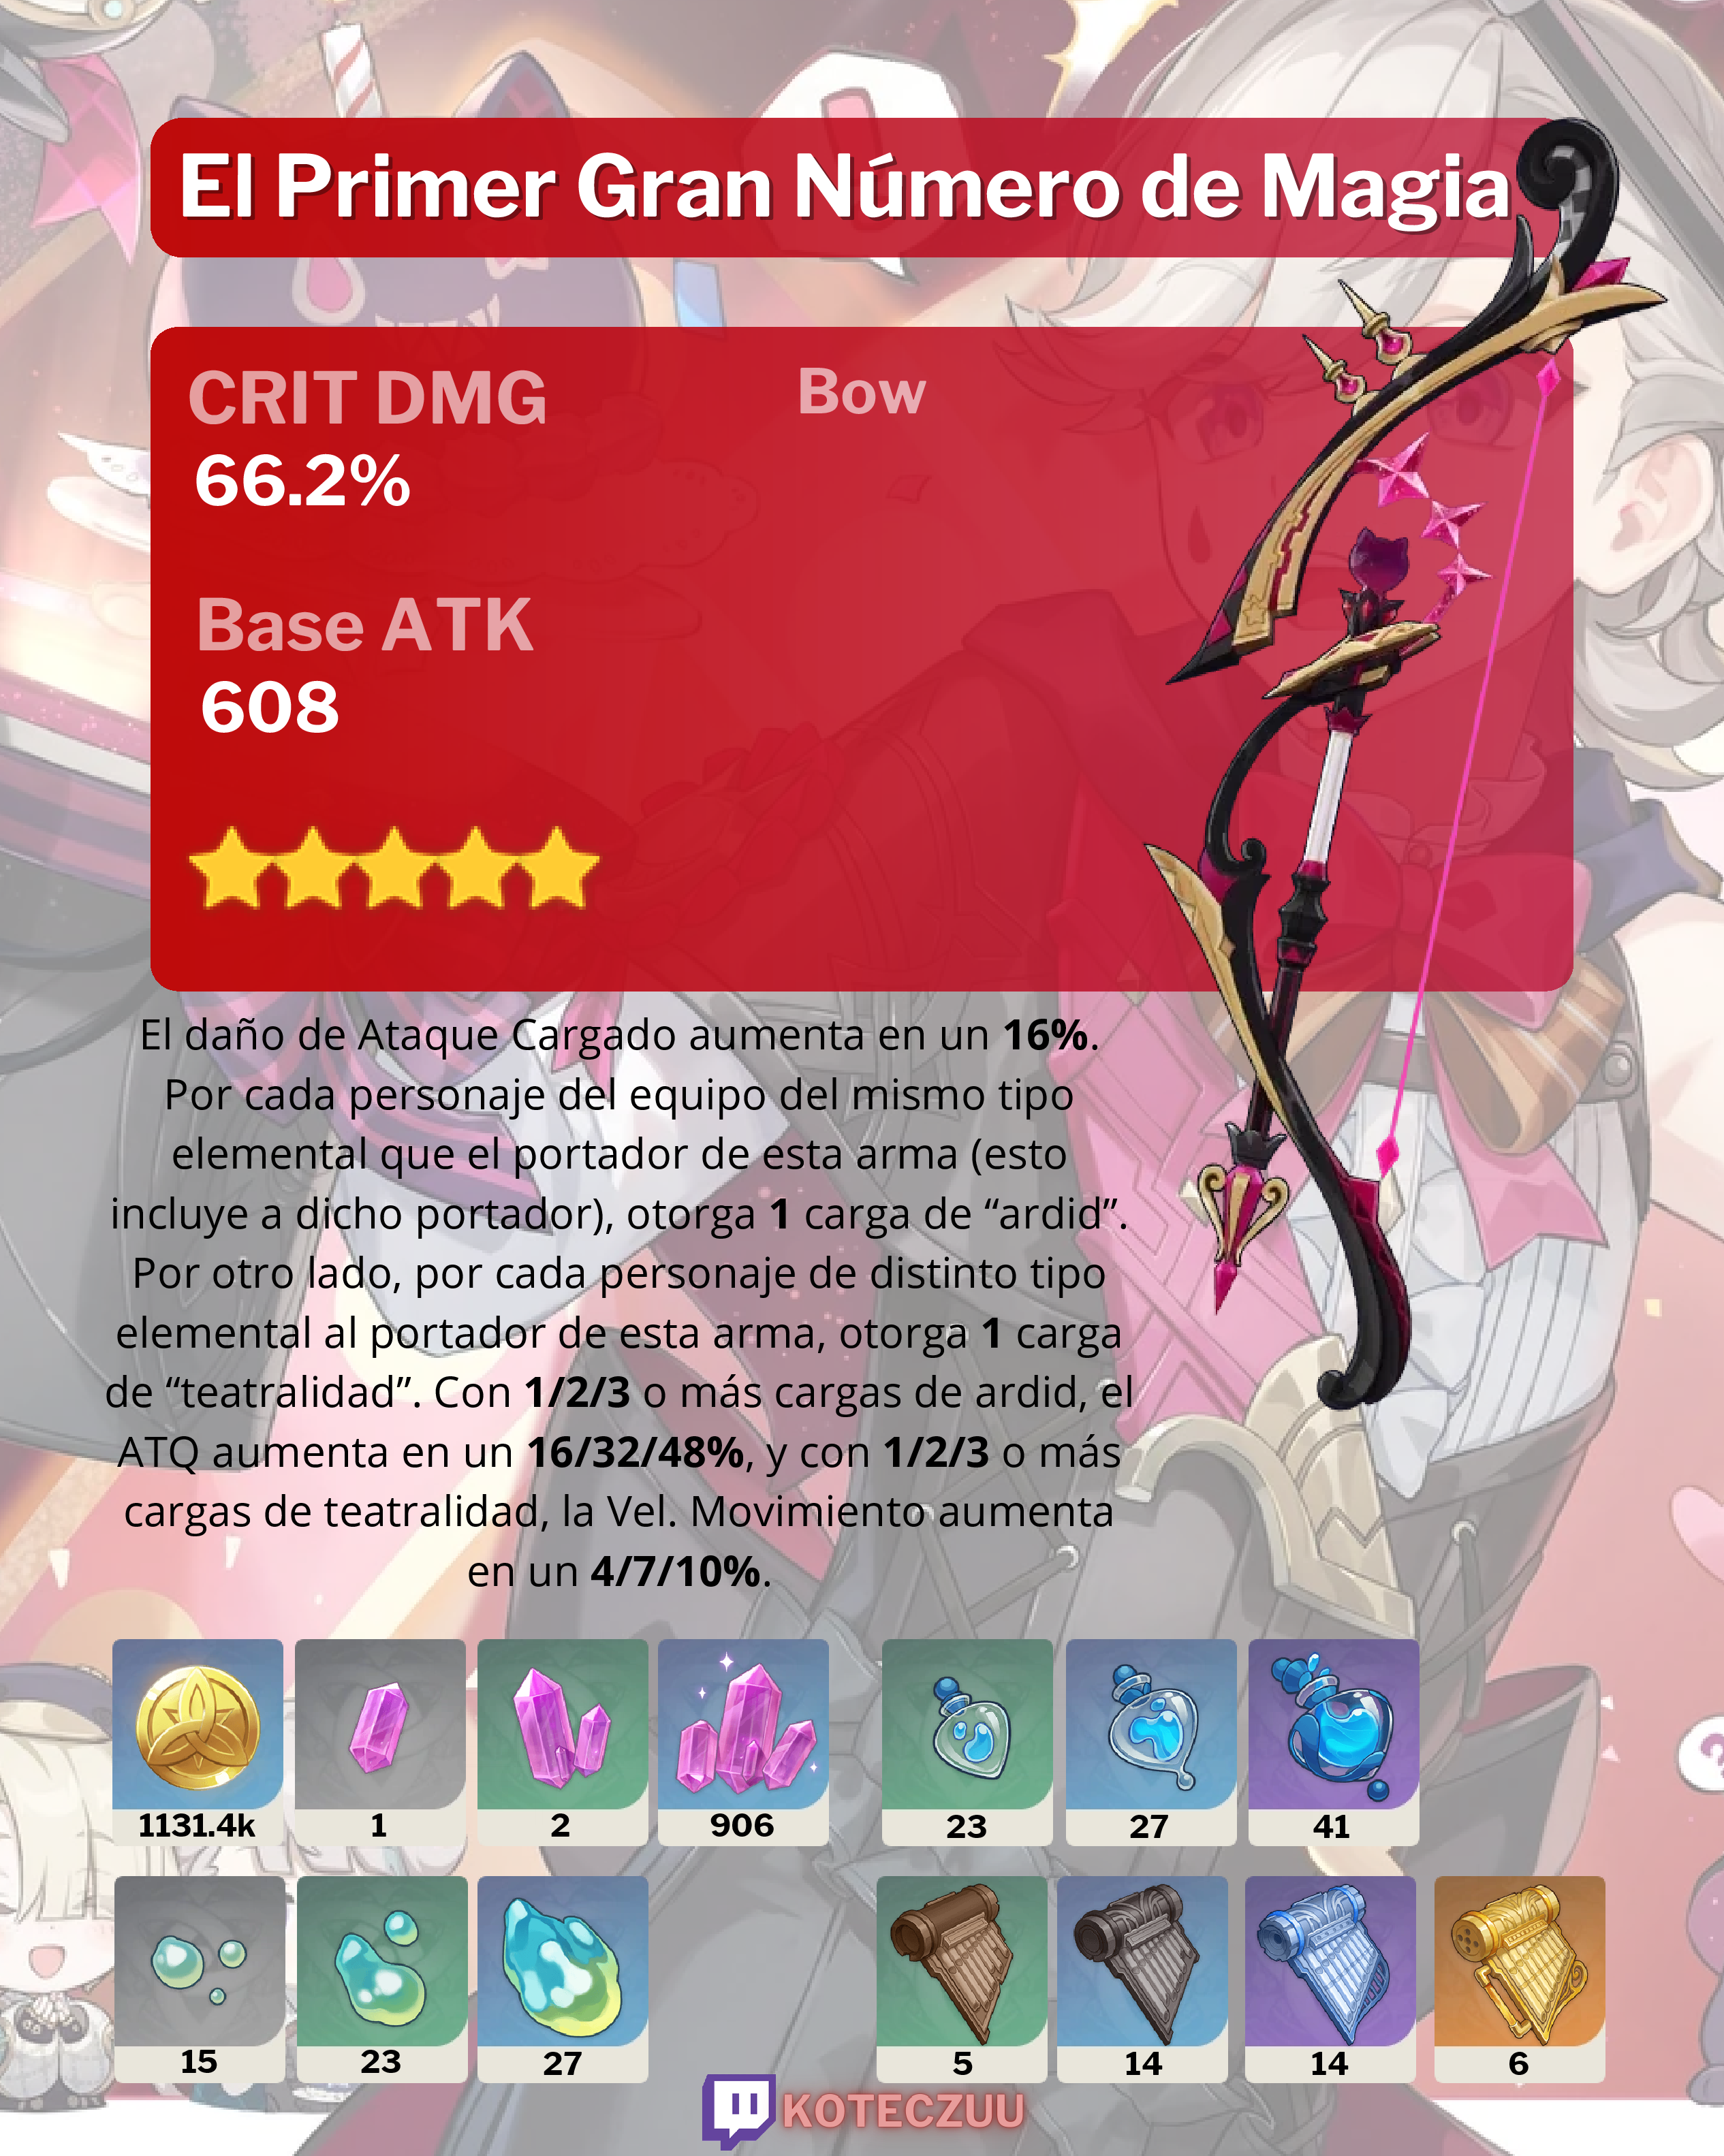 El Primer Gran Número de Magia
CRIT DMG
Bow
66.2%
Base ATK
608
El daño de Ataque Cargado aumenta en un 16%.
Por cada personaje del equipo del mismo tipo
elemental que el portador de esta arma (esto
incluye a dicho portador), otorga 1 carga de “ardid”.
Por otro lado, por cada personaje de distinto tipo
elemental al portador de esta arma, otorga 1 carga
de “teatralidad”. Con 1/2/3 o más cargas de ardid, el
ATQ aumenta en un 16/32/48%, y con 1/2/3 o más
cargas de teatralidad, la Vel. Movimiento aumenta
en un 4/7/10%.
1131.4k 1 2 906 23 27 41
15 23 27 5 14 14 6
KOTECZUU